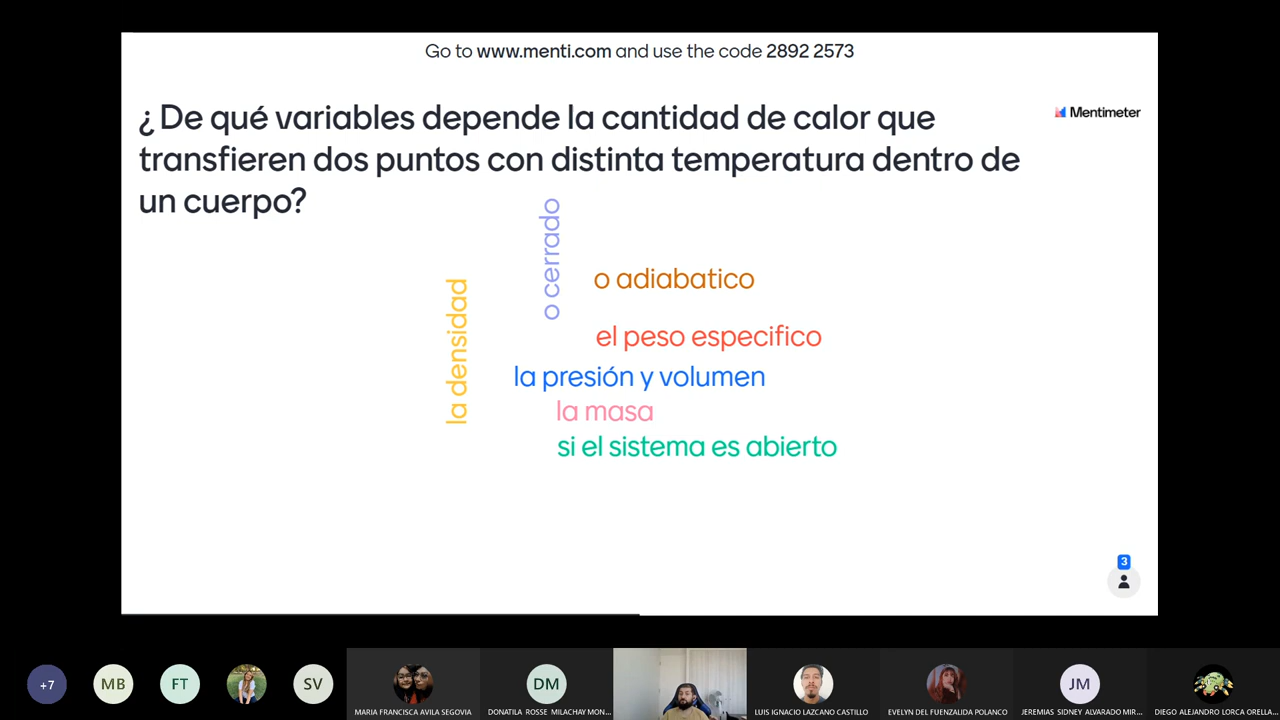 Go to www.menti.com and use the code 2892 2573
Mentimeter
¿ De qué variables depende la cantidad de calor que
transfieren dos puntos con distinta temperatura dentro de
un cuerpo?
o cerrado
o adiabatico
la densidad
el peso especifico
la presión y volumen
la masa
si el sistema es abierto
3
+7
MB
FT
SV
MARIA FRANCISCA AVILA SEGOVIA
DM
DONATILA ROSSE MILACHAY MON...
LUIS IGNACIO LAZCANO CASTILLO
EVELYN DEL FUENZALIDA POLANCO
JM
JEREMIAS SIDNEY ALVARADO MIR...
DIEGO ALEJANDRO LORCA ORELLA...